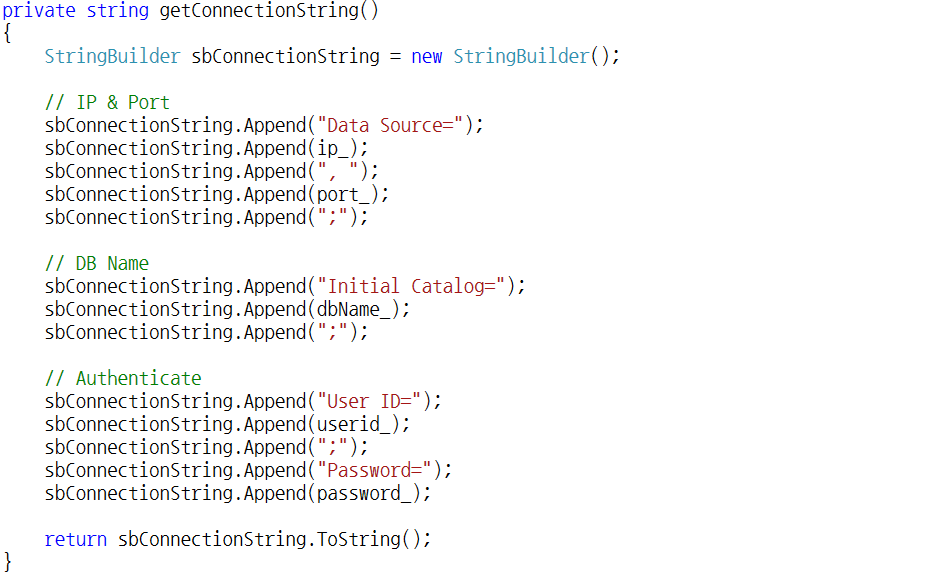 private string getConnectionString()
{
    StringBuilder sbConnectionString = new StringBuilder();

    // IP & Port
    sbConnectionString.Append("Data Source=");
    sbConnectionString.Append(ip_);
    sbConnectionString.Append(", ");
    sbConnectionString.Append(port_);
    sbConnectionString.Append(";");

    // DB Name
    sbConnectionString.Append("Initial Catalog=");
    sbConnectionString.Append(dbName_);
    sbConnectionString.Append(";");

    // Authenticate
    sbConnectionString.Append("User ID=");
    sbConnectionString.Append(userid_);
    sbConnectionString.Append(";");
    sbConnectionString.Append("Password=");
    sbConnectionString.Append(password_);

    return sbConnectionString.ToString();
}